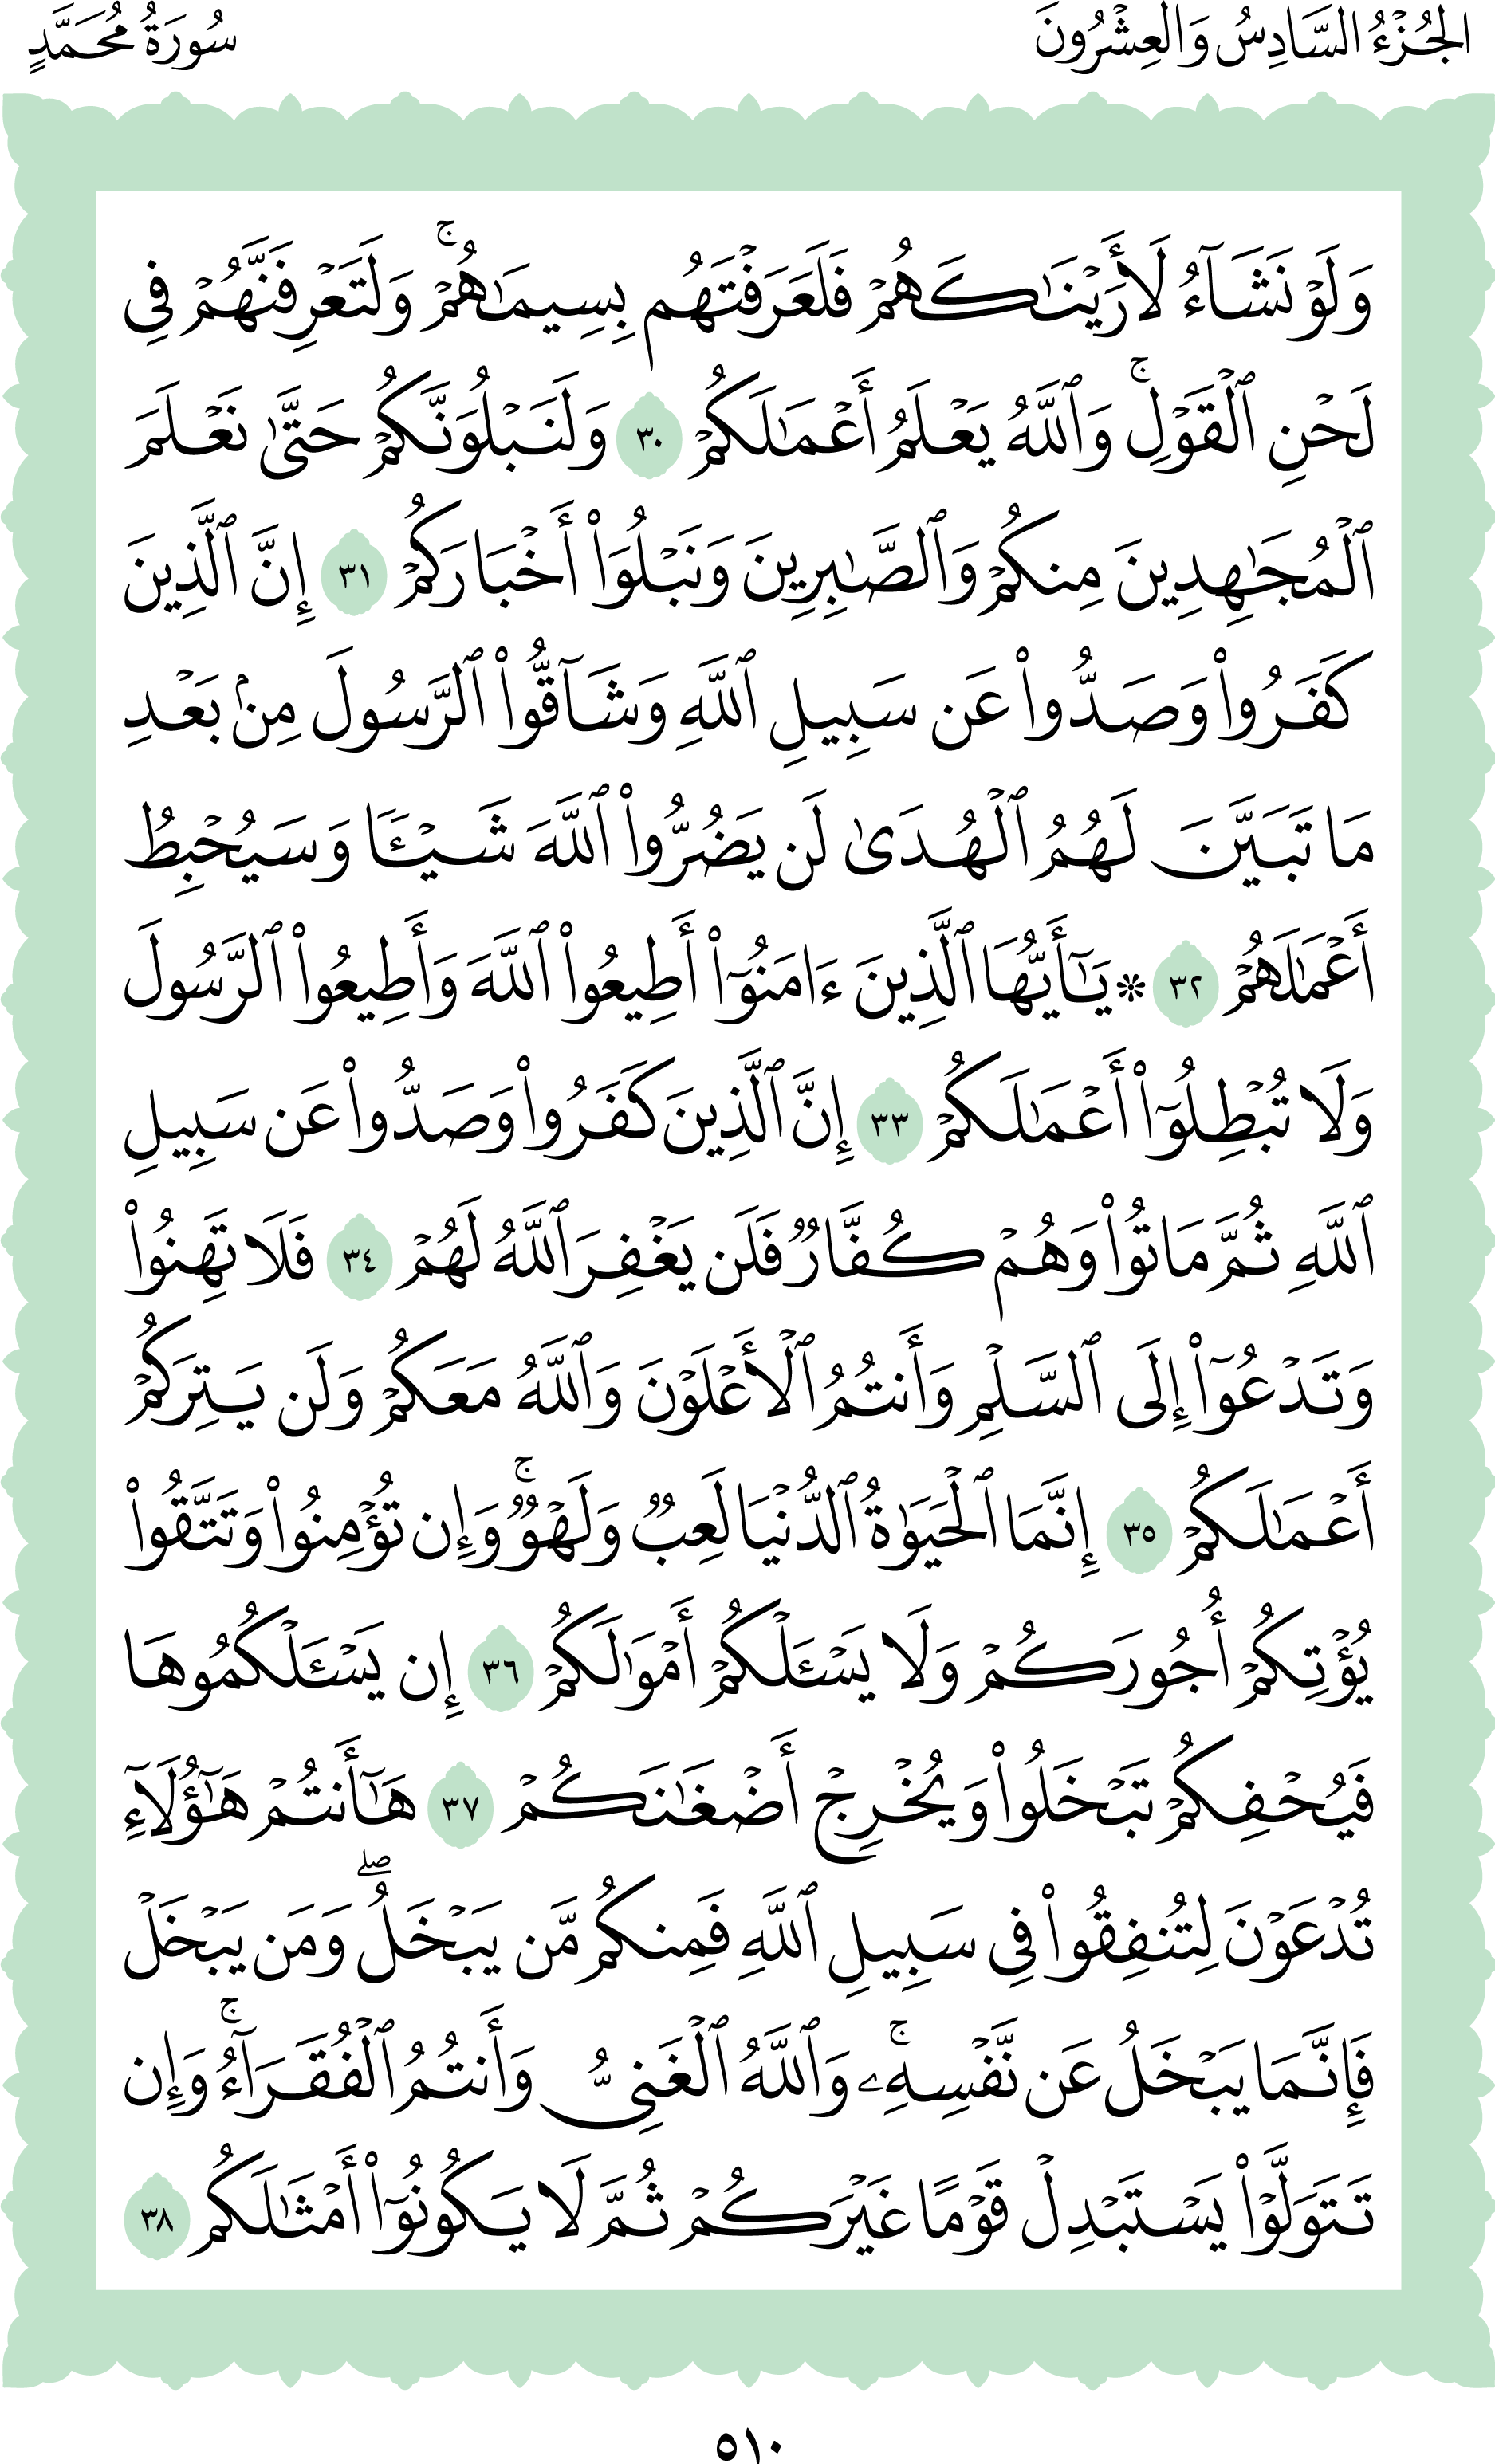 الجُزْءُ السَّادِسُ وَالعِشْرُونَ
سُورَةُ مُحَمَّدٍ
وَلَوْ نَشَآءُ لَأَرَيْنَٰكَهُمْ فَلَعَرَفْتَهُم بِسِيمَٰهُمْۚ وَلَتَعْرِفَنَّهُمْ فِي
لَحْنِ ٱلْقَوْلِۚ وَٱللَّهُ يَعْلَمُ أَعْمَٰلَكُمْ ٣٠ وَلَنَبْلُوَنَّكُمْ حَتَّىٰ نَعْلَمَ
ٱلْمُجَٰهِدِينَ مِنكُمْ وَٱلصَّٰبِرِينَ وَنَبْلُوَا۟ أَخْبَارَكُمْ ٣١ إِنَّ ٱلَّذِينَ
كَفَرُوا۟ وَصَدُّوا۟ عَن سَبِيلِ ٱللَّهِ وَشَآقُّوا۟ ٱلرَّسُولَ مِنۢ بَعْدِ
مَا تَبَيَّنَ لَهُمُ ٱلْهُدَىٰ لَن يَضُرُّوا۟ ٱللَّهَ شَيْـًٔا وَسَيُحْبِطُ
أَعْمَٰلَهُمْ ٣٢ ۞ يَٰٓأَيُّهَا ٱلَّذِينَ ءَامَنُوٓا۟ أَطِيعُوا۟ ٱللَّهَ وَأَطِيعُوا۟ ٱلرَّسُولَ
وَلَا تُبْطِلُوٓا۟ أَعْمَٰلَكُمْ ٣٣ إِنَّ ٱلَّذِينَ كَفَرُوا۟ وَصَدُّوا۟ عَن سَبِيلِ
ٱللَّهِ ثُمَّ مَاتُوا۟ وَهُمْ كُفَّارٌ فَلَن يَغْفِرَ ٱللَّهُ لَهُمْ ٣٤ فَلَا تَهِنُوا۟
وَتَدْعُوٓا۟ إِلَى ٱلسَّلْمِ وَأَنتُمُ ٱلْأَعْلَوْنَ وَٱللَّهُ مَعَكُمْ وَلَن يَتِرَكُمْ
أَعْمَٰلَكُمْ ٣٥ إِنَّمَا ٱلْحَيَوٰةُ ٱلدُّنْيَا لَعِبٌ وَلَهْوٌۚ وَإِن تُؤْمِنُوا۟ وَتَتَّقُوا۟
يُؤْتِكُمْ أُجُورَكُمْ وَلَا يَسْـَٔلْكُمْ أَمْوَٰلَكُمْ ٣٦ إِن يَسْـَٔلْكُمُوهَا
فَيُحْفِكُمْ تَبْخَلُوا۟ وَيُخْرِجْ أَضْغَٰنَكُمْ ٣٧ هَٰٓأَنتُمْ هَٰٓؤُلَآءِ
تُدْعَوْنَ لِتُنفِقُوا۟ فِي سَبِيلِ ٱللَّهِ فَمِنكُم مَّن يَبْخَلُۖ وَمَن يَبْخَلْ
فَإِنَّمَا يَبْخَلُ عَن نَّفْسِهِۦۚ وَٱللَّهُ ٱلْغَنِيُّ وَأَنتُمُ ٱلْفُقَرَآءُۚ وَإِن
تَتَوَلَّوْا۟ يَسْتَبْدِلْ قَوْمًا غَيْرَكُمْ ثُمَّ لَا يَكُونُوٓا۟ أَمْثَٰلَكُم ٣٨
٥١٠